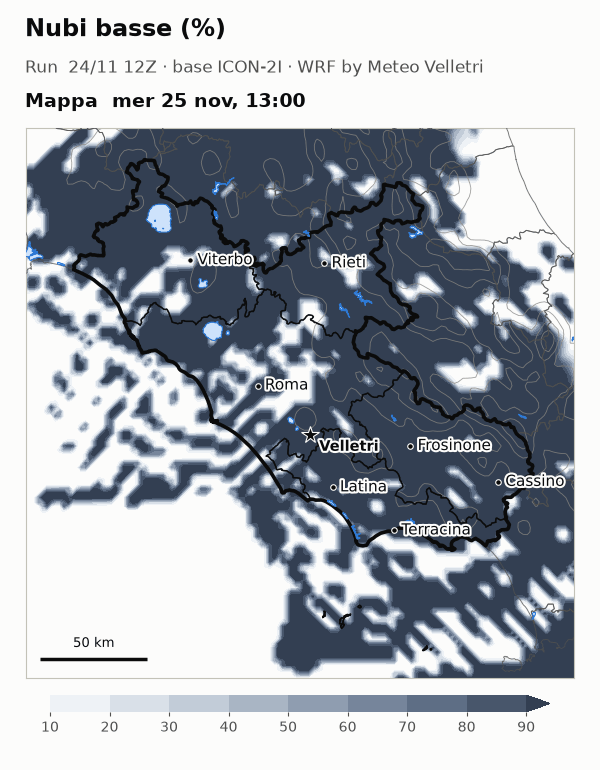 Nubi basse (%)
Run  24/11 12Z · base ICON-2I · WRF by Meteo Velletri
Mappa  mer 25 nov, 13:00
Viterbo
Rieti
Roma
Velletri
Frosinone
Latina
Cassino
Terracina
50 km
10 20 30 40 50 60 70 80 90